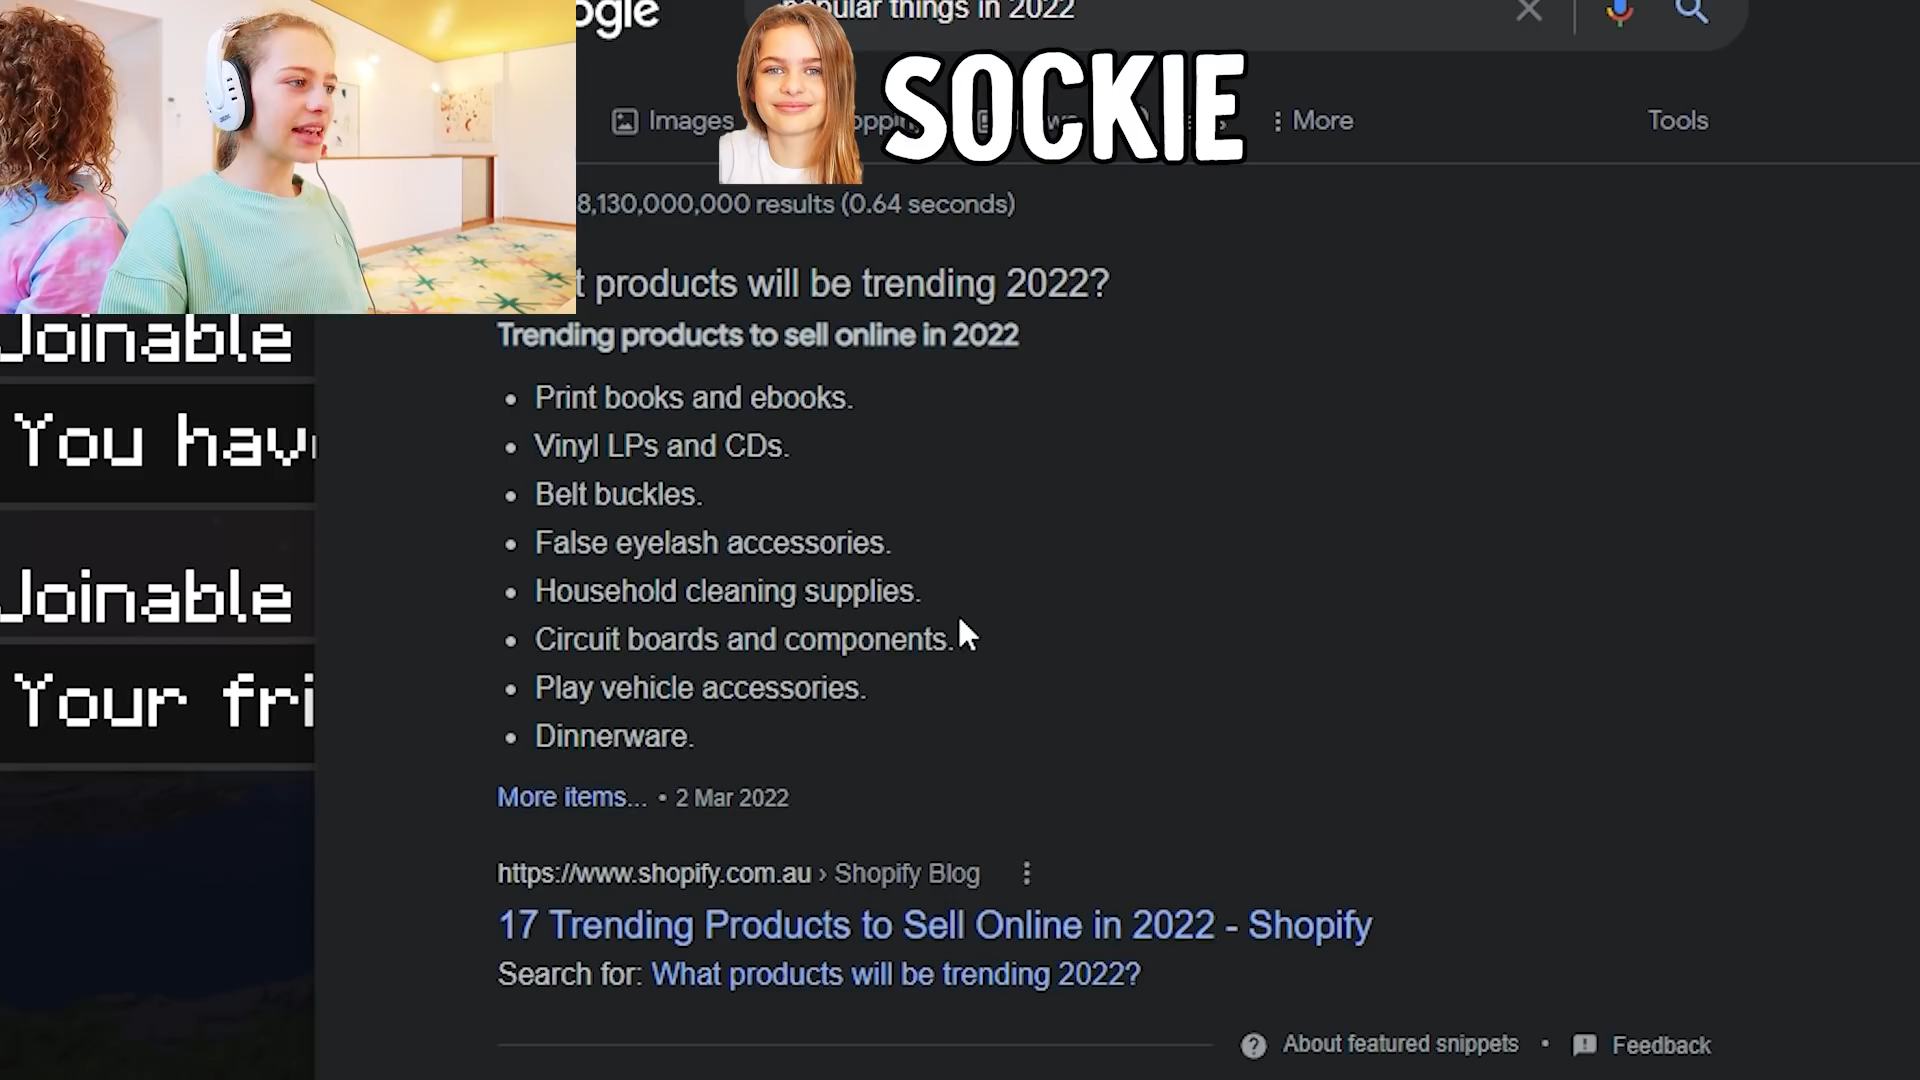 popular things in 2022
SOCKIE
Images
More
Tools
8,130,000,000 results (0.64 seconds)
products will be trending 2022?
Trending products to sell online in 2022
Print books and ebooks.
Vinyl LPs and CDs.
Belt buckles.
False eyelash accessories.
Household cleaning supplies.
Circuit boards and components.
Play vehicle accessories.
Dinnerware.
More items... • 2 Mar 2022
https://www.shopify.com.au › Shopify Blog
17 Trending Products to Sell Online in 2022 - Shopify
Search for: What products will be trending 2022?
About featured snippets • Feedback
Joinable
You hav
Joinable
Your fri